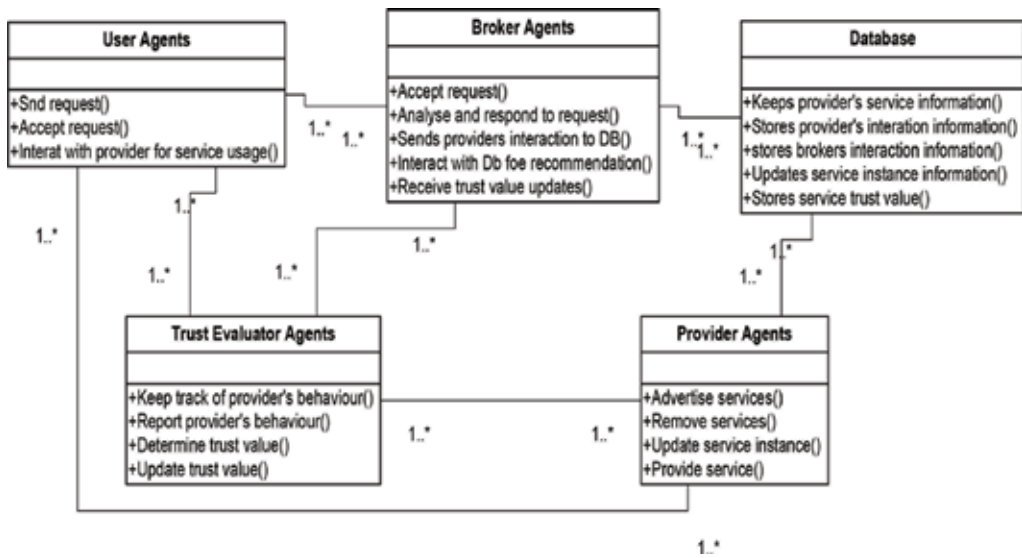 User Agents
+Snd request()
+Accept request()
+Interat with provider for service usage()
Broker Agents
+Accept request()
+Analyse and respond to request()
+Sends providers interaction to DB()
+Interact with Db foe recommendation()
+Receive trust value updates()
Database
+Keeps provider's service information()
+Stores provider's interation information()
+stores brokers interaction infomation()
+Updates service instance information()
+Stores service trust value()
1..*
1..*
1..*
1..*
1..*
1..*
1..*
1..*
1..*
1..*
1..*
Trust Evaluator Agents
+Keep track of provider's behaviour()
+Report provider's behaviour()
+Determine trust value()
+Update trust value()
Provider Agents
+Advertise services()
+Remove services()
+Update service instance()
+Provide service()
1..*
1..*
1..*